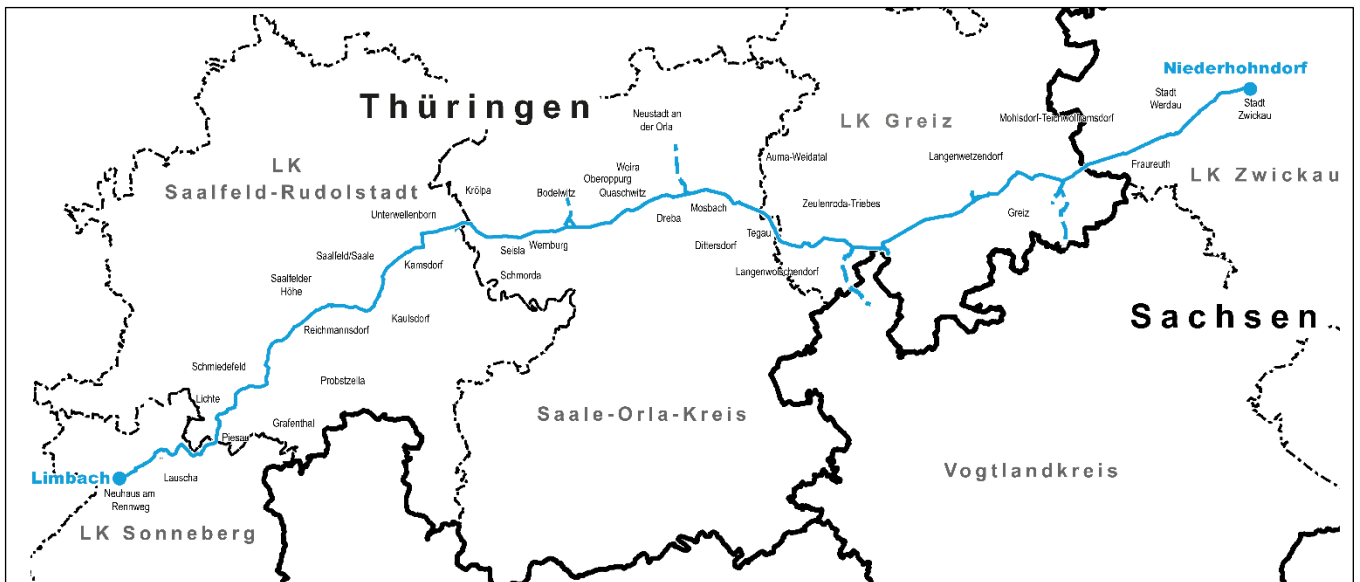 Niederhohndorf
Stadt
Werdau
Stadt
Zwickau
Thüringen
Neustadt an
der Orla
LK Greiz
Mohlsdorf-Teichwolframsdorf
LK
Saalfeld-Rudolstadt
Krölpa
Bodelwitz
Weira
Oberoppurg
Quaschwitz
Auma-Weidatal
Langenwetzendorf
Fraureuth
LK Zwickau
Unterwellenborn
Dreba
Mosbach
Zeulenroda-Triebes
Greiz
Seisla
Wernburg
Dittersdorf
Tegau
Saalfeld/Saale
Kamsdorf
Schmorda
Langenwolschendorf
Saalfelder
Höhe
Reichmannsdorf
Kaulsdorf
Sachsen
Schmiedefeld
Probstzella
Lichte
Piesau
Grafenthal
Saale-Orla-Kreis
Limbach
Lauscha
Neuhaus am
Rennweg
LK Sonneberg
Vogtlandkreis